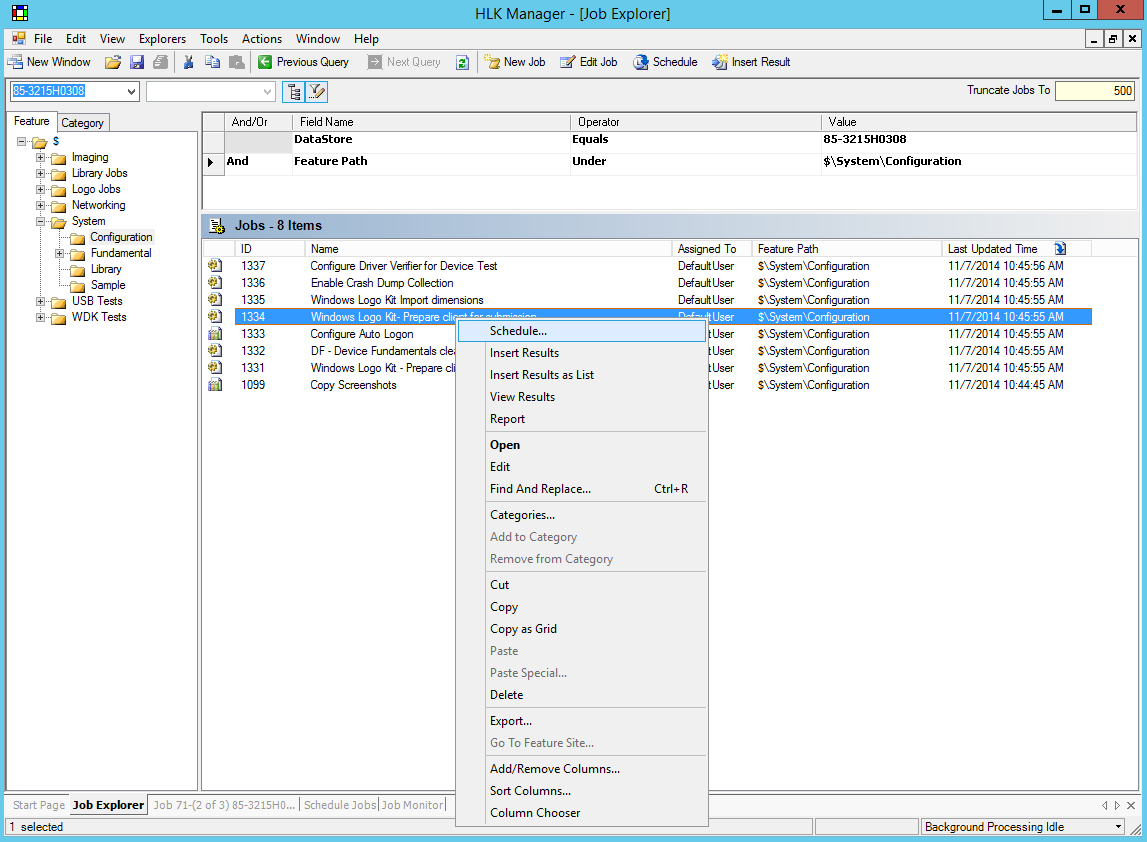 HLK Manager - [Job Explorer]
File Edit View Explorers Tools Actions Window Help
New Window Previous Query Next Query New Job Edit Job Schedule Insert Result
85-3215H0308 Truncate Jobs To 500
Feature Category
$
Imaging
Library Jobs
Logo Jobs
Networking
System
Configuration
Fundamental
Library
Sample
USB Tests
WDK Tests
And/Or Field Name Operator Value
DataStore Equals 85-3215H0308
And Feature Path Under $\System\Configuration
Jobs - 8 Items
ID Name Assigned To Feature Path Last Updated Time
1337 Configure Driver Verifier for Device Test DefaultUser $\System\Configuration 11/7/2014 10:45:56 AM
1336 Enable Crash Dump Collection DefaultUser $\System\Configuration 11/7/2014 10:45:55 AM
1335 Windows Logo Kit Import dimensions DefaultUser $\System\Configuration 11/7/2014 10:45:55 AM
1334 Windows Logo Kit- Prepare client for submission DefaultUser $\System\Configuration 11/7/2014 10:45:55 AM
1333 Configure Auto Logon tUser $\System\Configuration 11/7/2014 10:45:55 AM
1332 DF - Device Fundamentals clea tUser $\System\Configuration 11/7/2014 10:45:55 AM
1331 Windows Logo Kit - Prepare cli tUser $\System\Configuration 11/7/2014 10:45:55 AM
1099 Copy Screenshots tUser $\System\Configuration 11/7/2014 10:44:45 AM
Schedule...
Insert Results
Insert Results as List
View Results
Report
Open
Edit
Find And Replace... Ctrl+R
Categories...
Add to Category
Remove from Category
Cut
Copy
Copy as Grid
Paste
Paste Special...
Delete
Export...
Go To Feature Site...
Add/Remove Columns...
Sort Columns...
Column Chooser
Start Page Job Explorer Job 71-(2 of 3) 85-3215H0... Schedule Jobs Job Monitor
1 selected Background Processing Idle